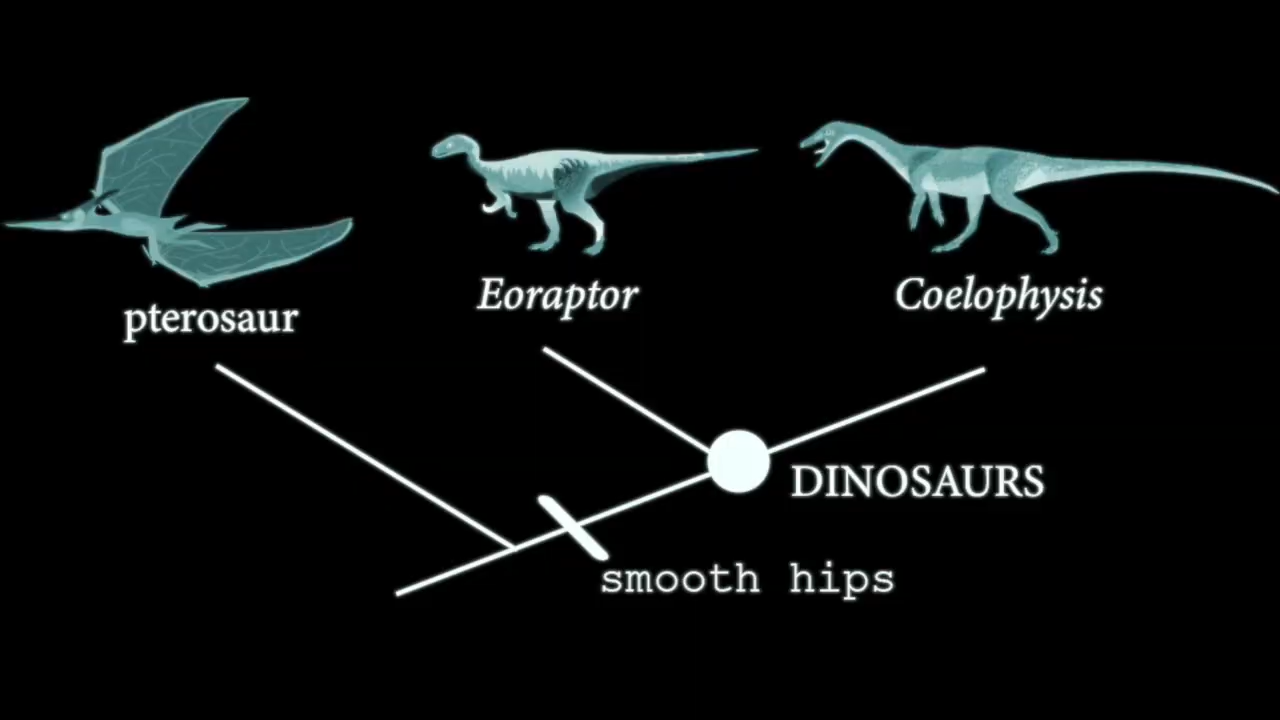 pterosaur
Eoraptor
Coelophysis
DINOSAURS
smooth hips